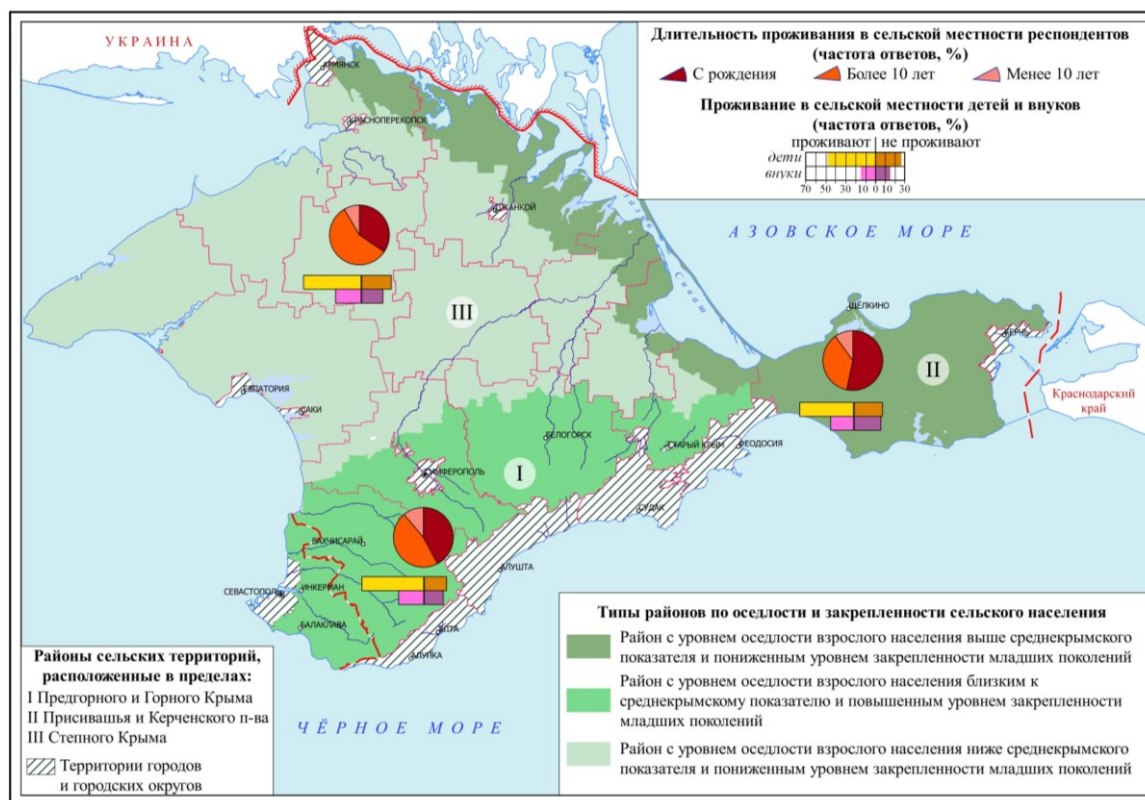 УКРАИНА
Длительность проживания в сельской местности респондентов
(частота ответов, %)
С рождения
Более 10 лет
Менее 10 лет
Проживание в сельской местности детей и внуков
(частота ответов, %)
проживают
не проживают
дети
внуки
70 50 30 10 0 10 30
АРМЯНСК
КРАСНОПЕРЕКОПСК
ДЖАНКОЙ
АЗОВСКОЕ МОРЕ
Сиваш
ЩЁЛКИНО
КЕРЧЬ
III
II
Краснодарский
край
ЕВПАТОРИЯ
САКИ
БЕЛОГОРСК
СТАРЫЙ КРЫМ
ФЕОДОСИЯ
СИМФЕРОПОЛЬ
I
СУДАК
БАХЧИСАРАЙ
АЛУШТА
СЕВАСТОПОЛЬ
ИНКЕРМАН
БАЛАКЛАВА
ЯЛТА
АЛУПКА
ЧЁРНОЕ МОРЕ
Районы сельских территорий,
расположенные в пределах:
I Предгорного и Горного Крыма
II Присивашья и Керченского п-ва
III Степного Крыма
Территории городов
и городских округов
Типы районов по оседлости и закрепленности сельского населения
Район с уровнем оседлости взрослого населения выше среднекрымского
показателя и пониженным уровнем закрепленности младших поколений
Район с уровнем оседлости взрослого населения близким к
среднекрымскому показателю и повышенным уровнем закрепленности
младших поколений
Район с уровнем оседлости взрослого населения ниже среднекрымского
показателя и пониженным уровнем закрепленности младших поколений